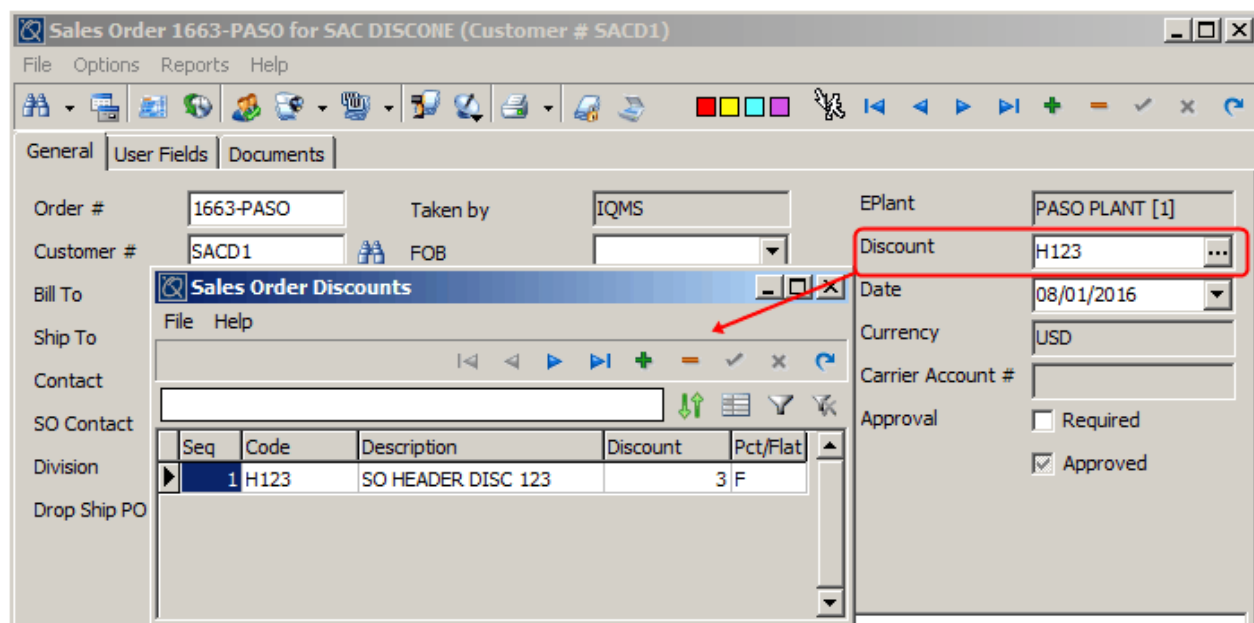 Sales Order 1663-PASO for SAC DISCONE (Customer # SACD1)
File Options Reports Help
General User Fields Documents
Order # 1663-PASO Taken by IQMS EPlant PASO PLANT [1]
Customer # SACD1 FOB Discount H123 ...
Bill To Sales Order Discounts Date 08/01/2016
Ship To File Help Currency USD
Contact Carrier Account #
SO Contact Approval Required
Seq Code Description Discount Pct/Flat
Division 1 H123 SO HEADER DISC 123 3 F Approved
Drop Ship PO